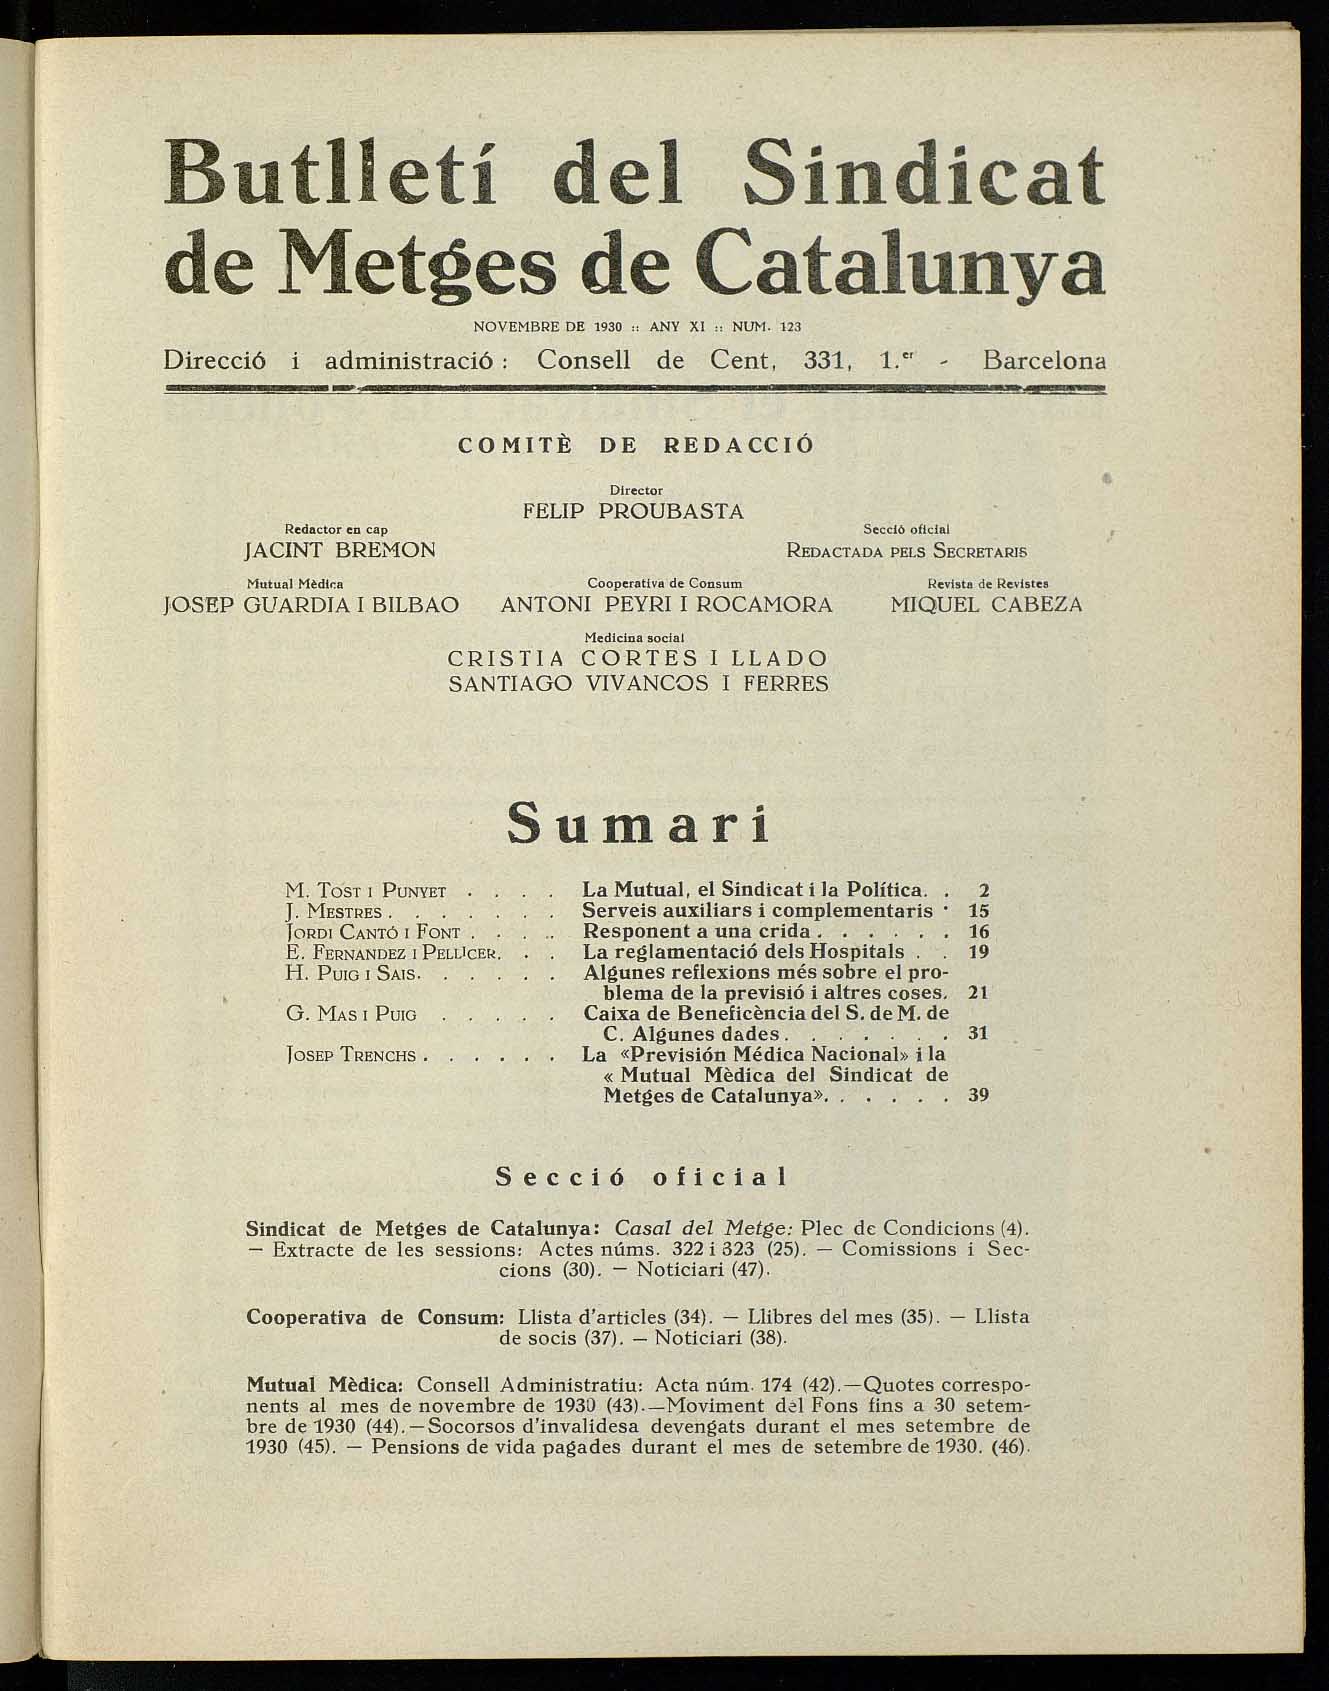 Butlletí del Sindicat
de Metges de Catalunya
NOVEMBRE DE 1930 :: ANY XI :: NUM. 123
Direcció i administració : Consell de Cent, 331, 1.er - Barcelona
COMITÈ DE REDACCIÓ
Director
FELIP PROUBASTA
Redactor en cap
JACINT BREMON
Secció oficial
REDACTADA PELS SECRETARIS
Mutual Mèdica
JOSEP GUARDIA I BILBAO
Cooperativa de Consum
ANTONI PEYRI I ROCAMORA
Revista de Revistes
MIQUEL CABEZA
Medicina social
CRISTIA CORTES I LLADO
SANTIAGO VIVANCOS I FERRES
Sumari
M. TOST I PUNYET . . . . La Mutual, el Sindicat i la Política. . 2
J. MESTRES . . . . . . . Serveis auxiliars i complementaris · 15
JORDI CANTÓ I FONT . . . .. Responent a una crida . . . . . . 16
E. FERNANDEZ I PELLICER. . . La reglamentació dels Hospitals . . 19
H. PUIG I SAIS. . . . . . Algunes reflexions més sobre el pro-
blema de la previsió i altres coses. 21
G. MAS I PUIG . . . . . Caixa de Beneficència del S. de M. de
C. Algunes dades . . . . . . . 31
JOSEP TRENCHS . . . . . . La «Previsión Médica Nacional» i la
« Mutual Mèdica del Sindicat de
Metges de Catalunya». . . . . . 39
Secció oficial
Sindicat de Metges de Catalunya: Casal del Metge: Plec de Condicions (4).
— Extracte de les sessions: Actes núms. 322 i 323 (25). — Comissions i Sec-
cions (30). — Noticiari (47).
Cooperativa de Consum: Llista d'articles (34). — Llibres del mes (35). — Llista
de socis (37). — Noticiari (38).
Mutual Mèdica: Consell Administratiu: Acta núm. 174 (42).—Quotes correspo-
nents al mes de novembre de 1930 (43).—Moviment del Fons fins a 30 setem-
bre de 1930 (44).—Socorsos d'invalidesa devengats durant el mes setembre de
1930 (45). — Pensions de vida pagades durant el mes de setembre de 1930. (46).